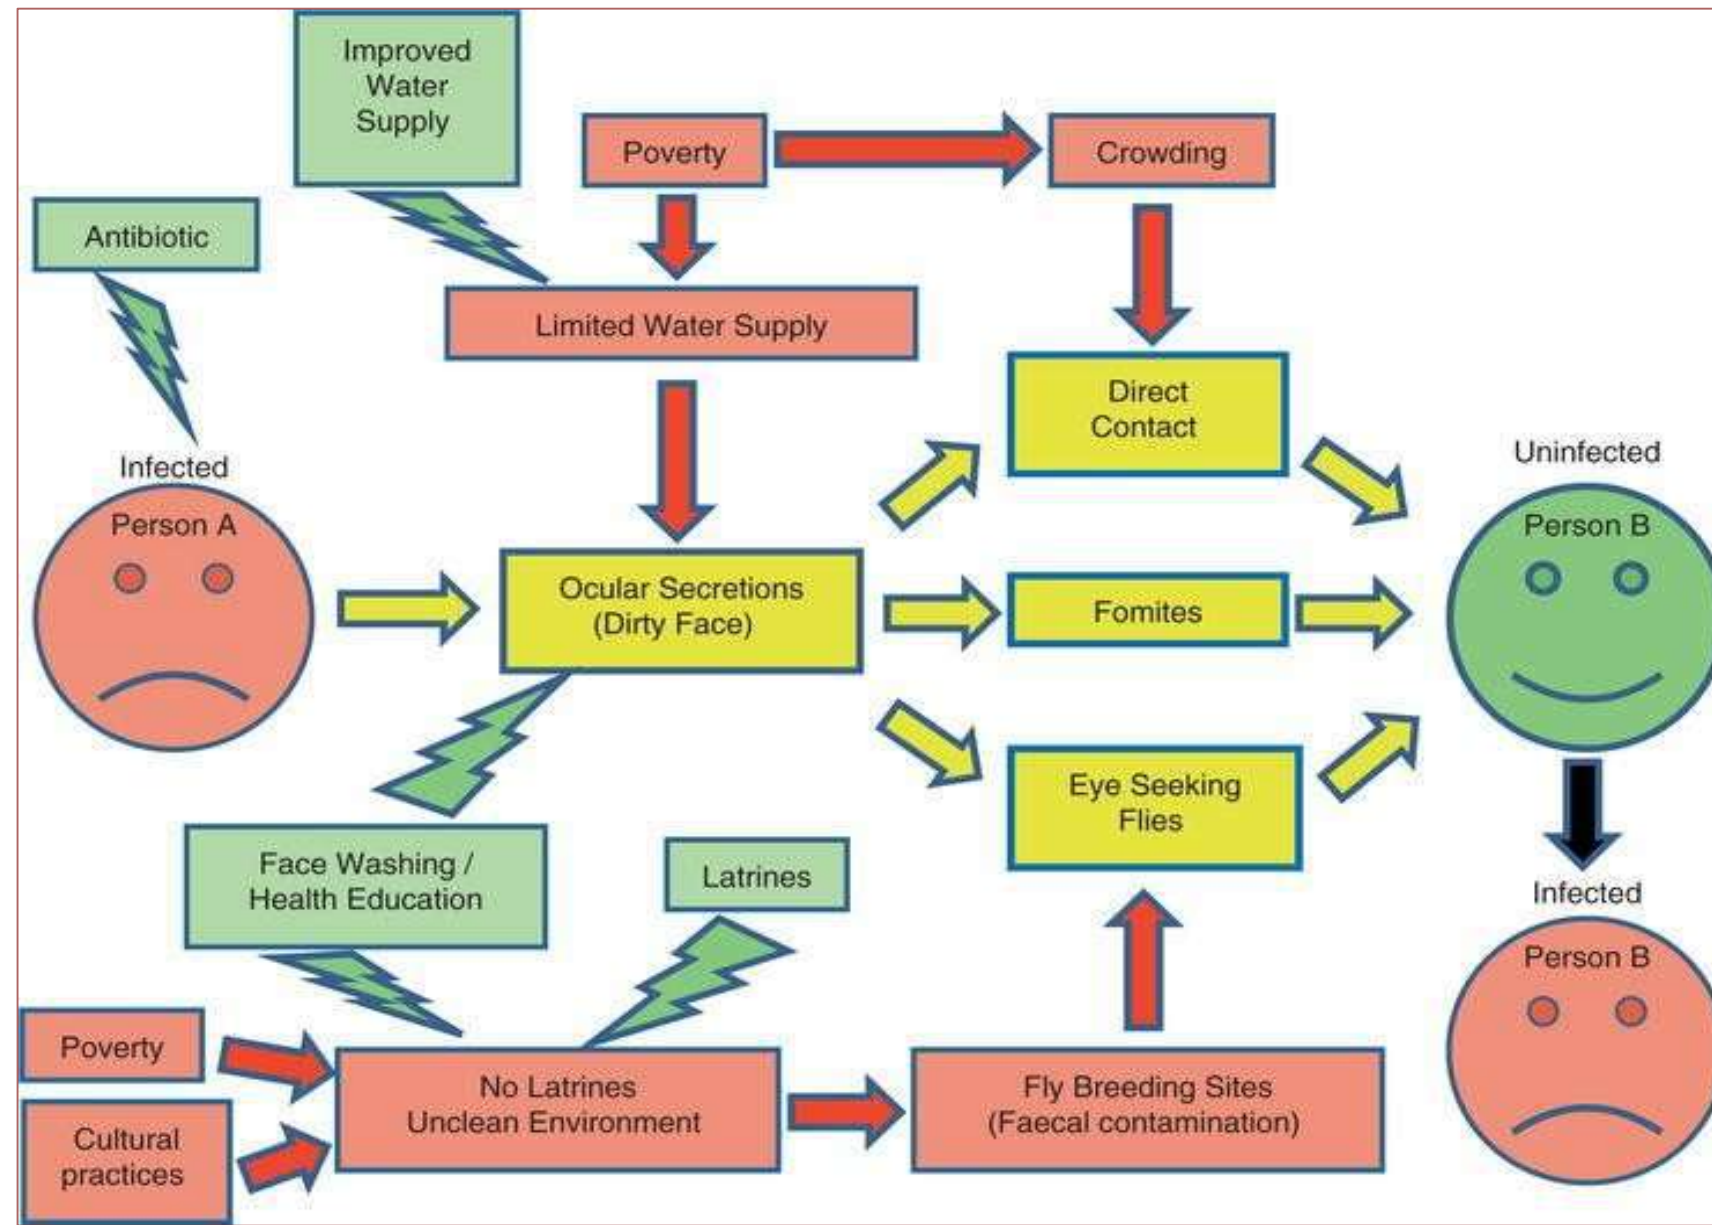 Improved
Water
Supply
Poverty
Crowding
Antibiotic
Limited Water Supply
Direct
Contact
Infected
Person A
Uninfected
Person B
Ocular Secretions
(Dirty Face)
Fomites
Eye Seeking
Flies
Face Washing /
Health Education
Latrines
Infected
Person B
Poverty
Cultural
practices
No Latrines
Unclean Environment
Fly Breeding Sites
(Faecal contamination)